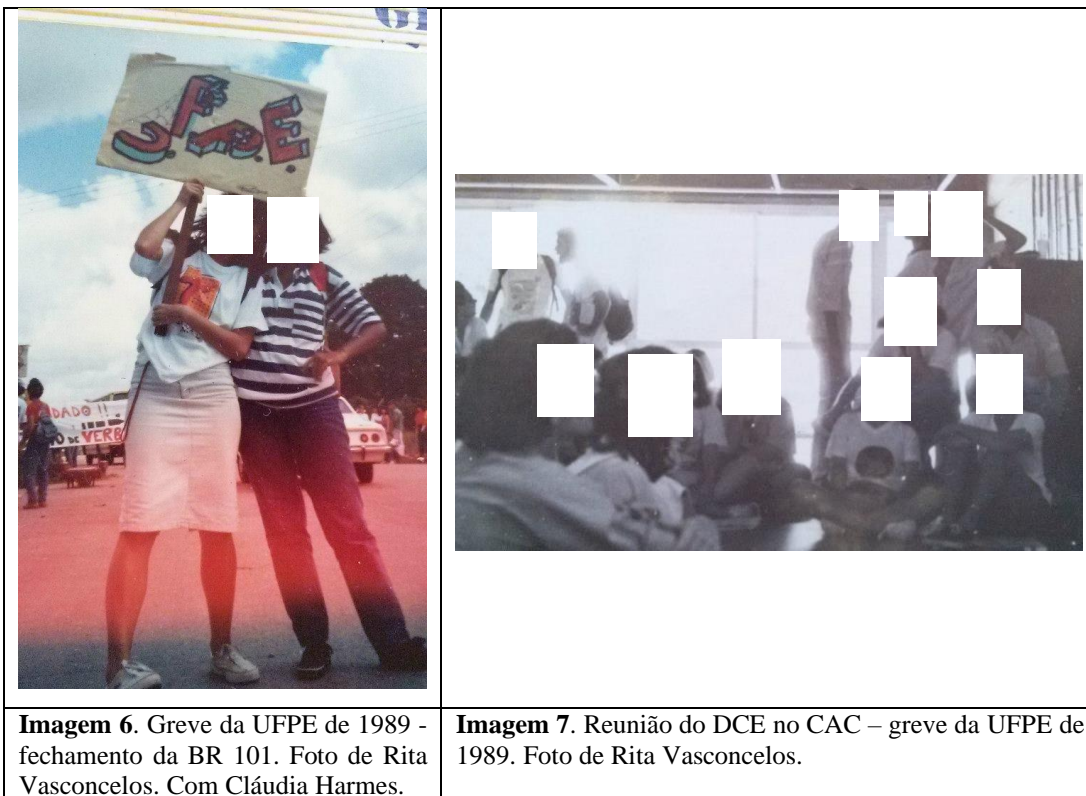 U.F.P.E.
DADO !!
O DE VERB
Imagem 6. Greve da UFPE de 1989 -
fechamento da BR 101. Foto de Rita
Vasconcelos. Com Cláudia Harmes.
Imagem 7. Reunião do DCE no CAC – greve da UFPE de
1989. Foto de Rita Vasconcelos.